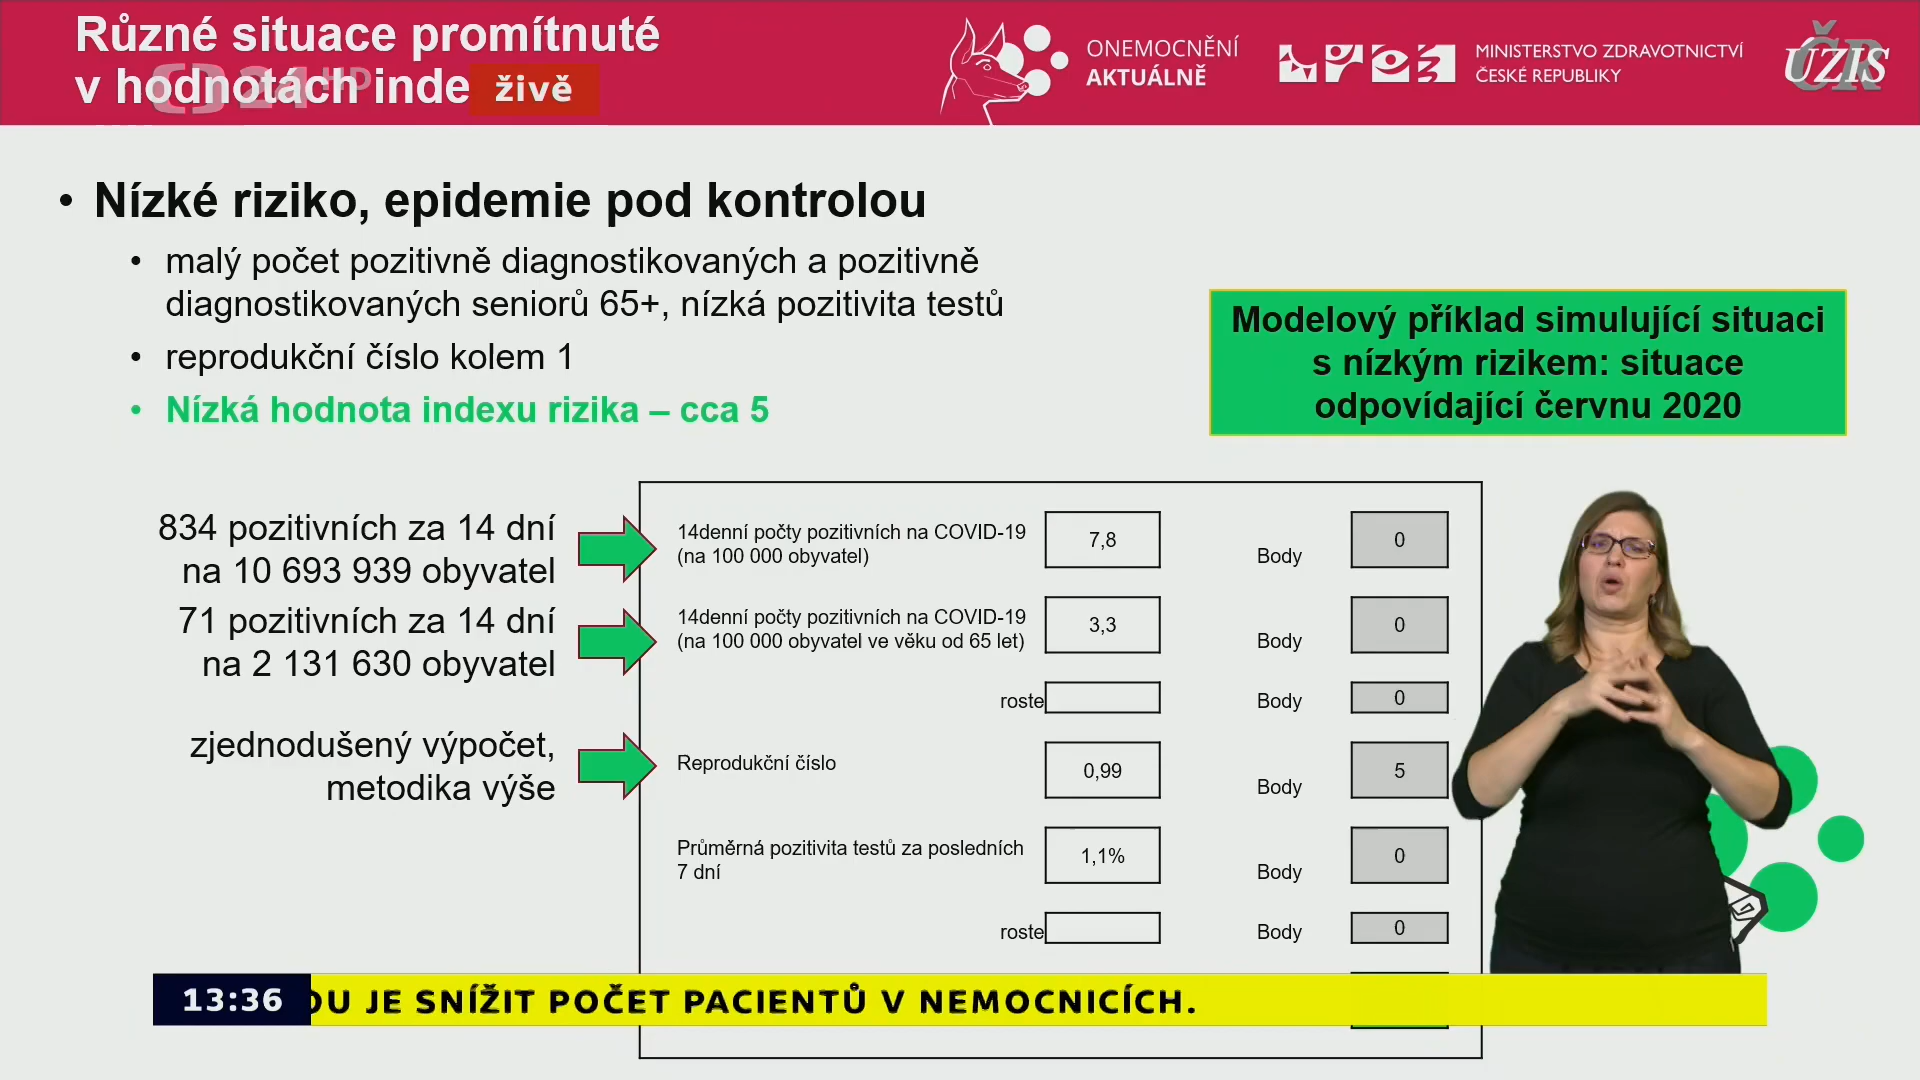 Různé situace promítnuté
v hodnotách inde
živě
24 HD
ONEMOCNĚNÍ
AKTUÁLNĚ
MINISTERSTVO ZDRAVOTNICTVÍ
ČESKÉ REPUBLIKY
ÚZIS
ČR
• Nízké riziko, epidemie pod kontrolou
• malý počet pozitivně diagnostikovaných a pozitivně
diagnostikovaných seniorů 65+, nízká pozitivita testů
• reprodukční číslo kolem 1
• Nízká hodnota indexu rizika – cca 5
Modelový příklad simulující situaci
s nízkým rizikem: situace
odpovídající červnu 2020
834 pozitivních za 14 dní
na 10 693 939 obyvatel
71 pozitivních za 14 dní
na 2 131 630 obyvatel
zjednodušený výpočet,
metodika výše
14denní počty pozitivních na COVID-19
(na 100 000 obyvatel)
7,8
Body
0
14denní počty pozitivních na COVID-19
(na 100 000 obyvatel ve věku od 65 let)
3,3
Body
0
roste
Body
0
Reprodukční číslo
0,99
Body
5
Průměrná pozitivita testů za posledních
7 dní
1,1%
Body
0
roste
Body
0
13:36
OU JE SNÍŽIT POČET PACIENTŮ V NEMOCNICÍCH.